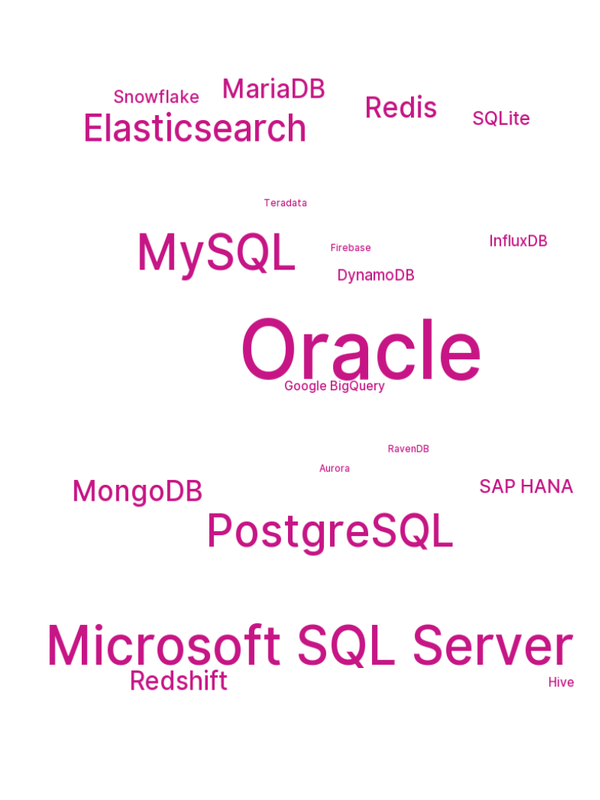 MariaDB
Snowflake
Redis
SQLite
Elasticsearch
Teradata
InfluxDB
Firebase
MySQL
DynamoDB
Oracle
Google BigQuery
RavenDB
Aurora
SAP HANA
MongoDB
PostgreSQL
Microsoft SQL Server
Redshift
Hive